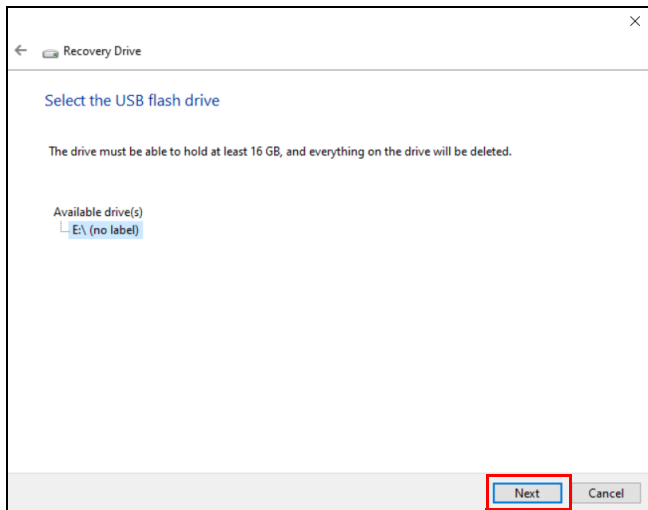 Recovery Drive
Select the USB flash drive
The drive must be able to hold at least 16 GB, and everything on the drive will be deleted.
Available drive(s)
E:\ (no label)
Next
Cancel